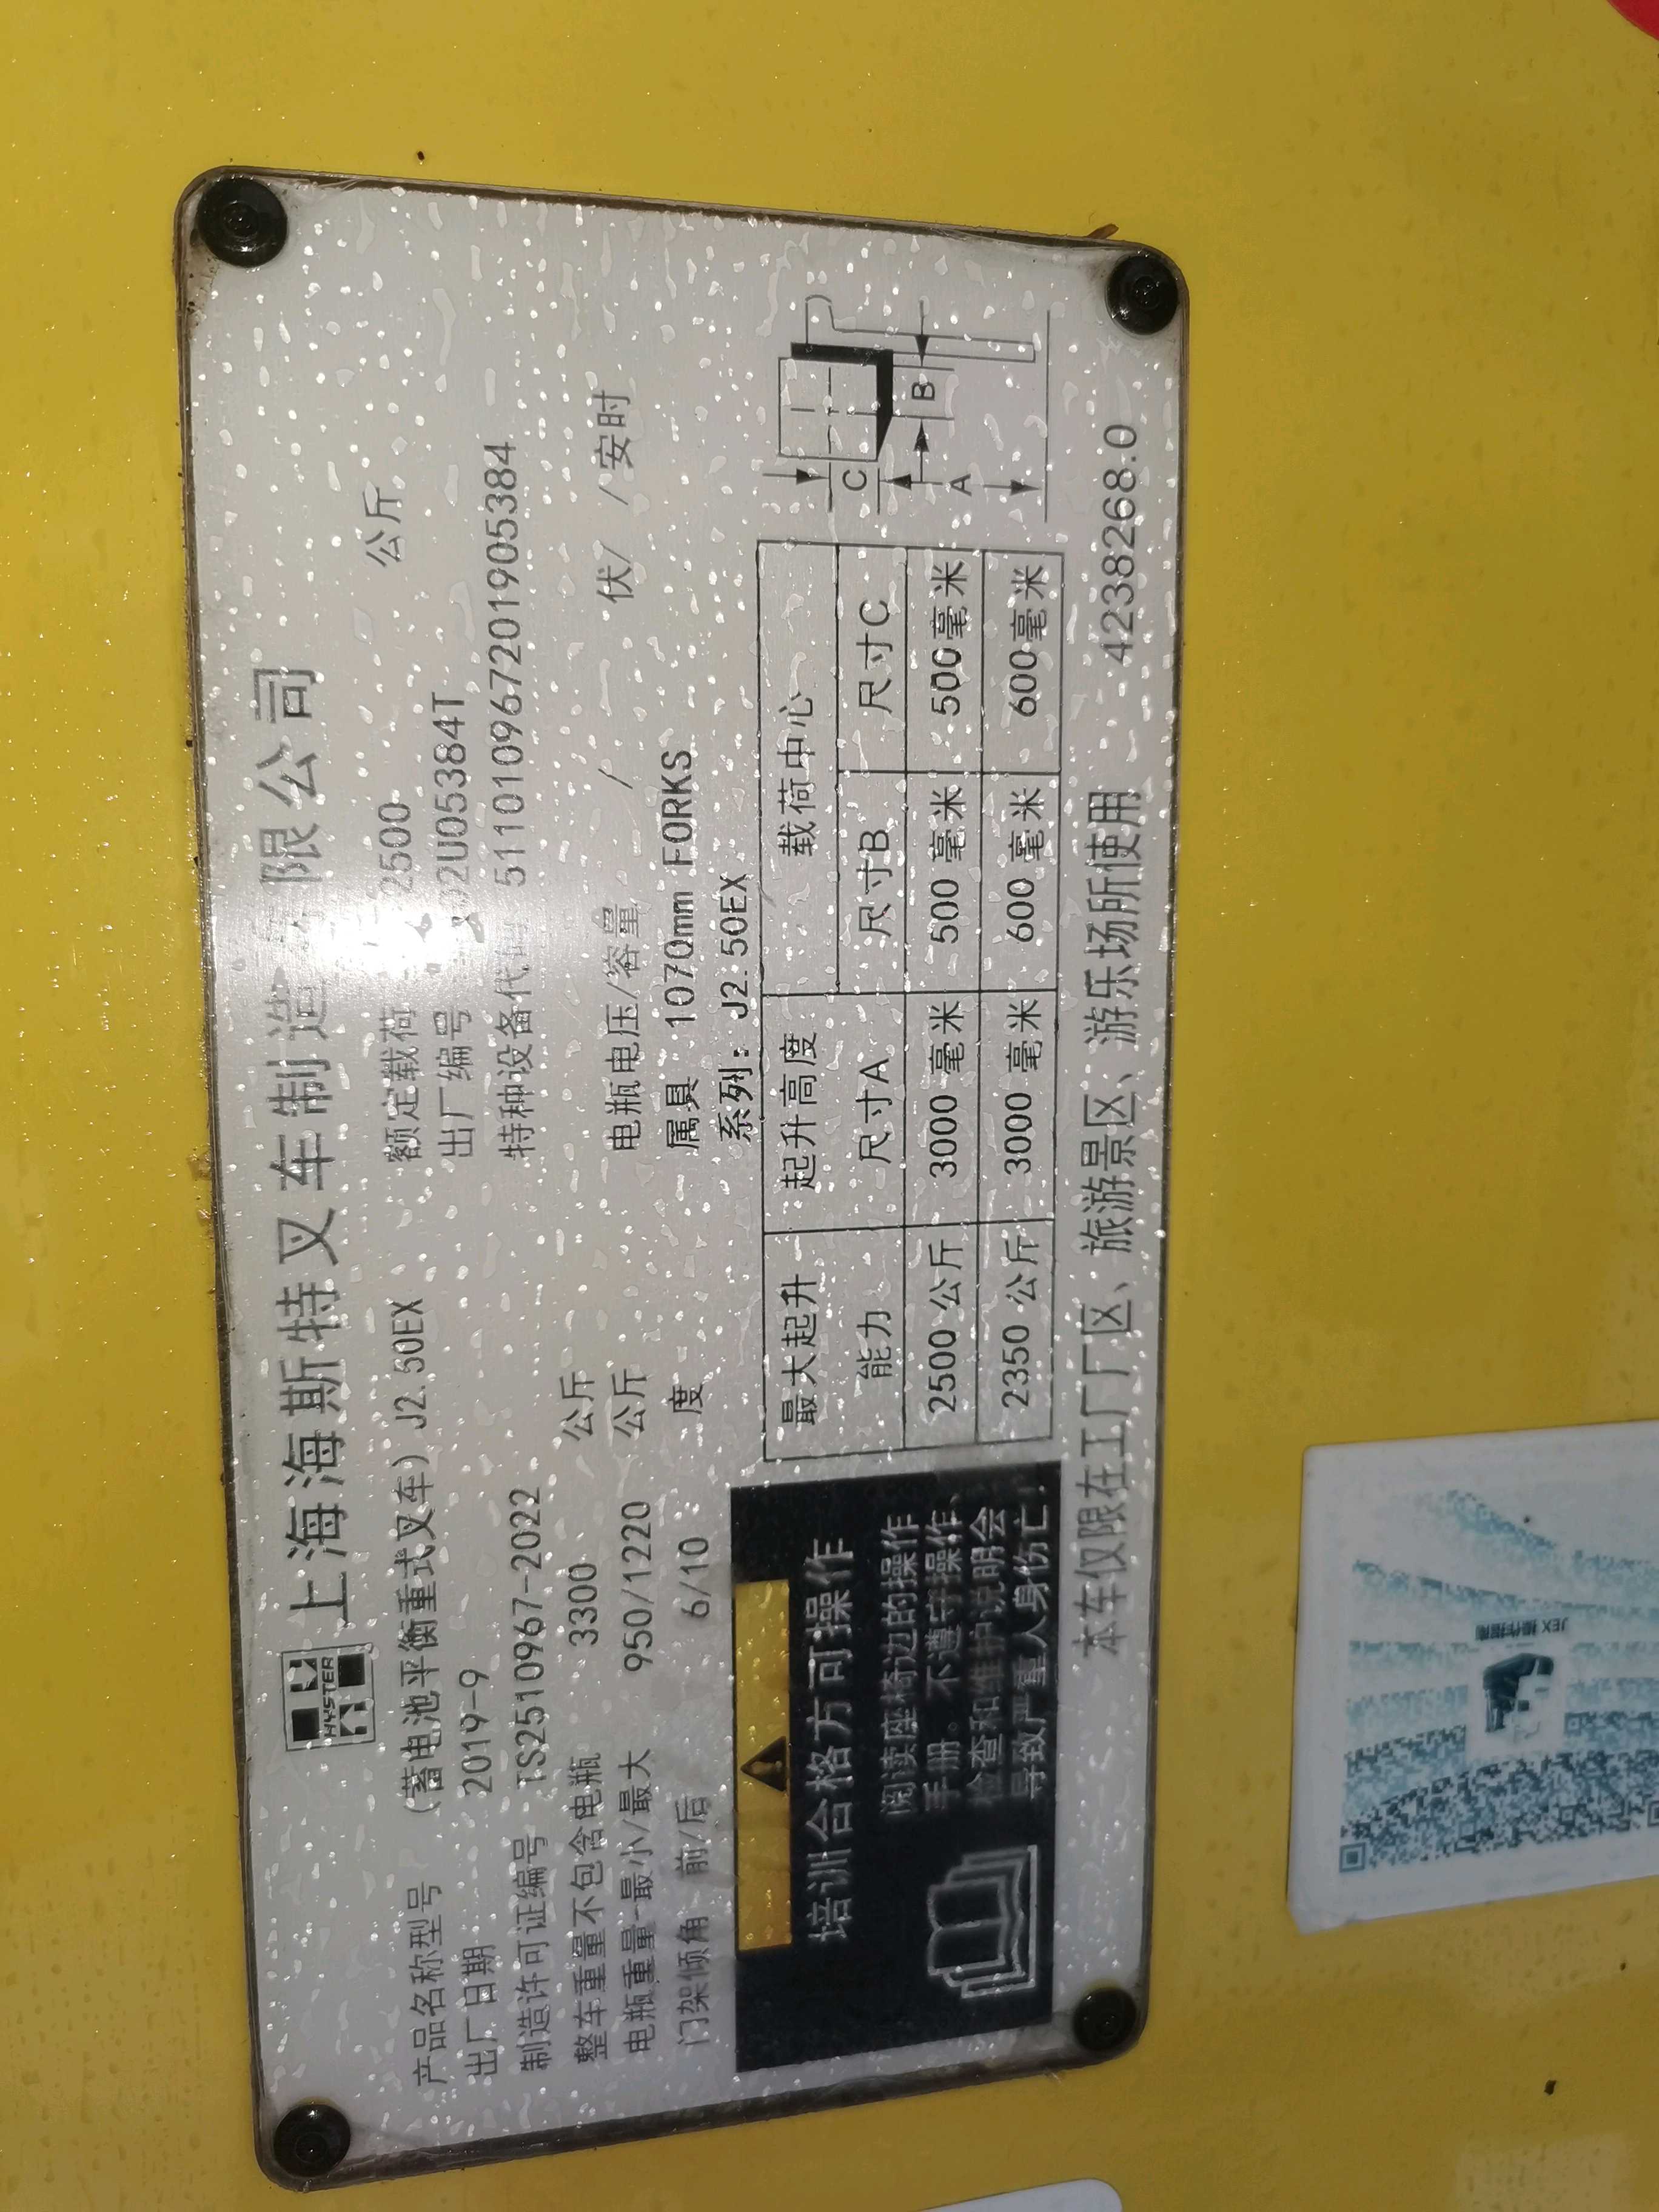 HYSTER 上海海斯特叉车制造 限公司
产品名称型号 (蓄电池平衡重式叉车) J2.50EX
额定载荷 2500 公斤
出厂日期 2019-9
出厂编号 02U05384T
制造许可证编号 TS2510967-2022
特种设备代码 511010967201905384
整车重量不包含电瓶 3300 公斤
电瓶重量-最小/最大 950/1220 公斤
电瓶电压/容量 / 伏/ /安时
门架倾角 前/后 6/10 度
属具 1070mm FORKS
系列: J2.50EX
培训合格方可操作
阅读座椅边的操作
手册。不遵守操作、
检查和维护说明会
导致严重人身伤亡!
最大起升能力 起升高度 载荷中心
尺寸A 尺寸B 尺寸C
2500 公斤 3000 毫米 500 毫米 500 毫米
2350 公斤 3000 毫米 600 毫米 600 毫米
C
B
A
本车仅限在工厂厂区、旅游景区、游乐场所使用 42382268.0
JEX 操作指南